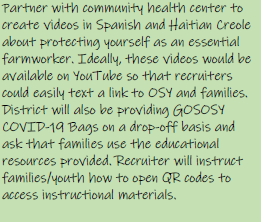 Partner with community health center to
create videos in Spanish and Haitian Creole
about protecting yourself as an essential
farmworker. Ideally, these videos would be
available on YouTube so that recruiters
could easily text a link to OSY and families.
District will also be providing GOSOSY
COVID-19 Bags on a drop-off basis and
ask that families use the educational
resources provided. Recruiter will instruct
families/youth how to open QR codes to
access instructional materials.